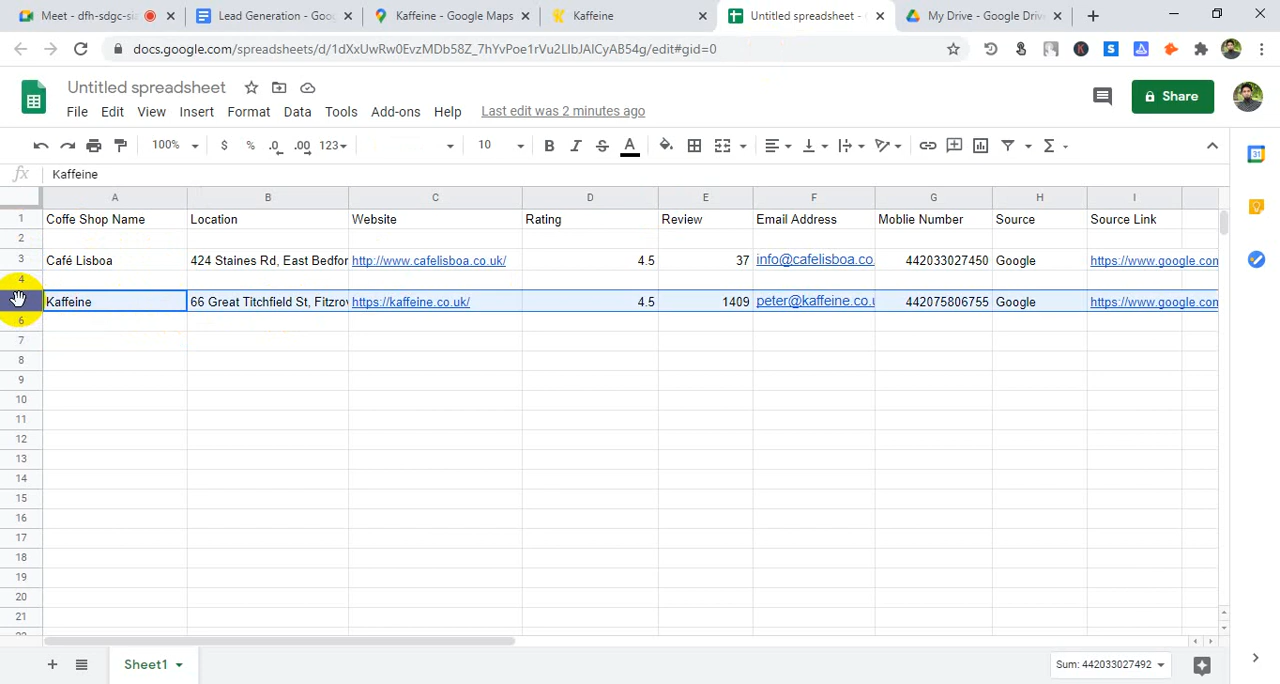 Meet - dfh-sdgc-su
Lead Generation - Goo
Kaffeine - Google Maps
Kaffeine
Untitled spreadsheet -
My Drive - Google Driv
docs.google.com/spreadsheets/d/1dXxUwRw0EvzMDb58Z_7hYvPoe1rVu2LIbJAICyAB54g/edit#gid=0
Untitled spreadsheet
File Edit View Insert Format Data Tools Add-ons Help Last edit was 2 minutes ago
Share
100% $ % .0 .00 123 10 B I S A
fx Kaffeine
A B C D E F G H I
1 Coffe Shop Name Location Website Rating Review Email Address Moblie Number Source Source Link
2
3 Café Lisboa 424 Staines Rd, East Bedfor http://www.cafelisboa.co.uk/ 4.5 37 info@cafelisboa.co. 442033027450 Google https://www.google.con
4
Kaffeine 66 Great Titchfield St, Fitzrov https://kaffeine.co.uk/ 4.5 1409 peter@kaffeine.co.u 442075806755 Google https://www.google.con
6
7
8
9
10
11
12
13
14
15
16
17
18
19
20
21
Sheet1
Sum: 442033027492